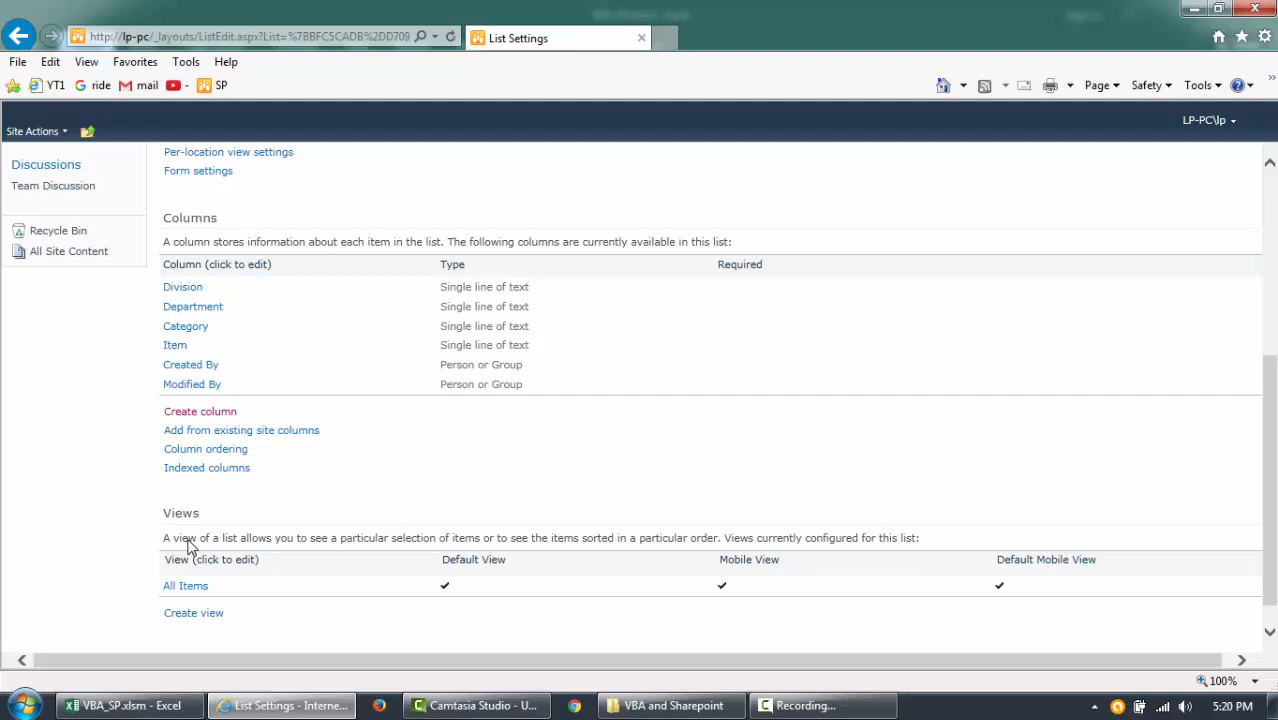 http://lp-pc/_layouts/ListEdit.aspx?List=%7BBFC5CADB%2DD709
List Settings
File Edit View Favorites Tools Help
YT1 ride mail SP
Page Safety Tools
Site Actions
LP-PC\lp
Discussions
Team Discussion
Recycle Bin
All Site Content
Per-location view settings
Form settings
Columns
A column stores information about each item in the list. The following columns are currently available in this list:
Column (click to edit) Type Required
Division Single line of text
Department Single line of text
Category Single line of text
Item Single line of text
Created By Person or Group
Modified By Person or Group
Create column
Add from existing site columns
Column ordering
Indexed columns
Views
A view of a list allows you to see a particular selection of items or to see the items sorted in a particular order. Views currently configured for this list:
View (click to edit) Default View Mobile View Default Mobile View
All Items
Create view
100%
VBA_SP.xlsm - Excel
List Settings - Interne...
Camtasia Studio - U...
VBA and Sharepoint
Recording...
5:20 PM